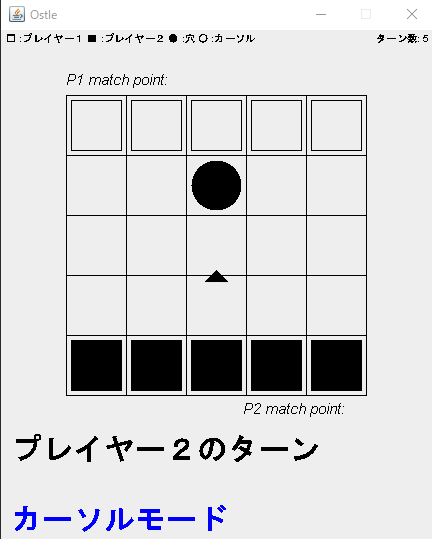 Ostle
□ :プレイヤー１ ■ :プレイヤー２ ● :穴 ○ :カーソル ターン数: 5
P1 match point:
P2 match point:
プレイヤー２のターン
カーソルモード